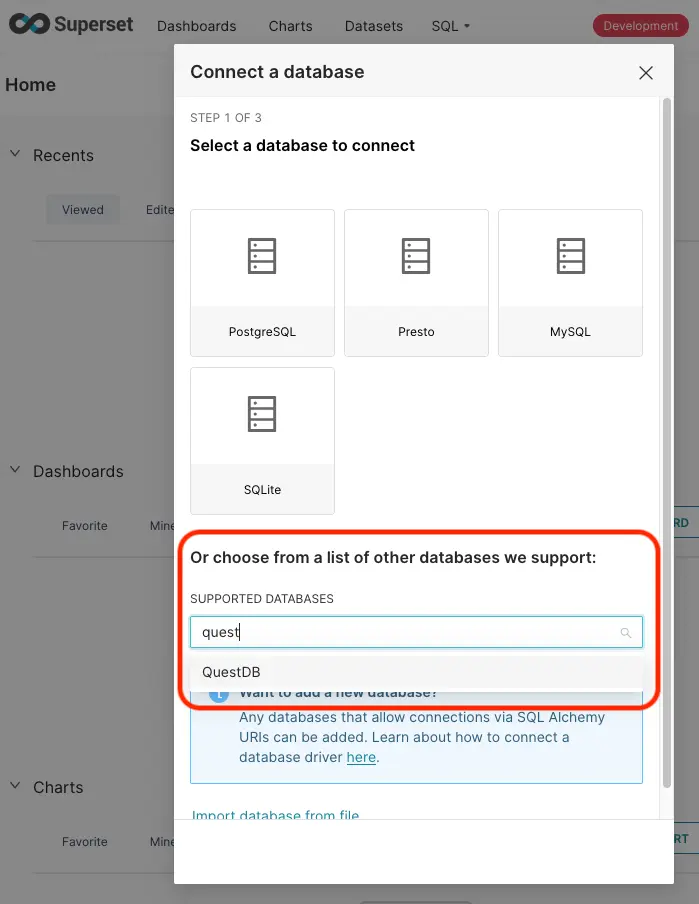 Superset
Dashboards
Charts
Datasets
SQL
Development
Home
Connect a database
STEP 1 OF 3
Select a database to connect
Recents
Viewed
Edite
PostgreSQL
Presto
MySQL
SQLite
Dashboards
Favorite
Mine
RD
Or choose from a list of other databases we support:
SUPPORTED DATABASES
quest
QuestDB
Want to add a new database?
Any databases that allow connections via SQL Alchemy
URIs can be added. Learn about how to connect a
database driver here.
Import database from file
Charts
Favorite
Mine
RT